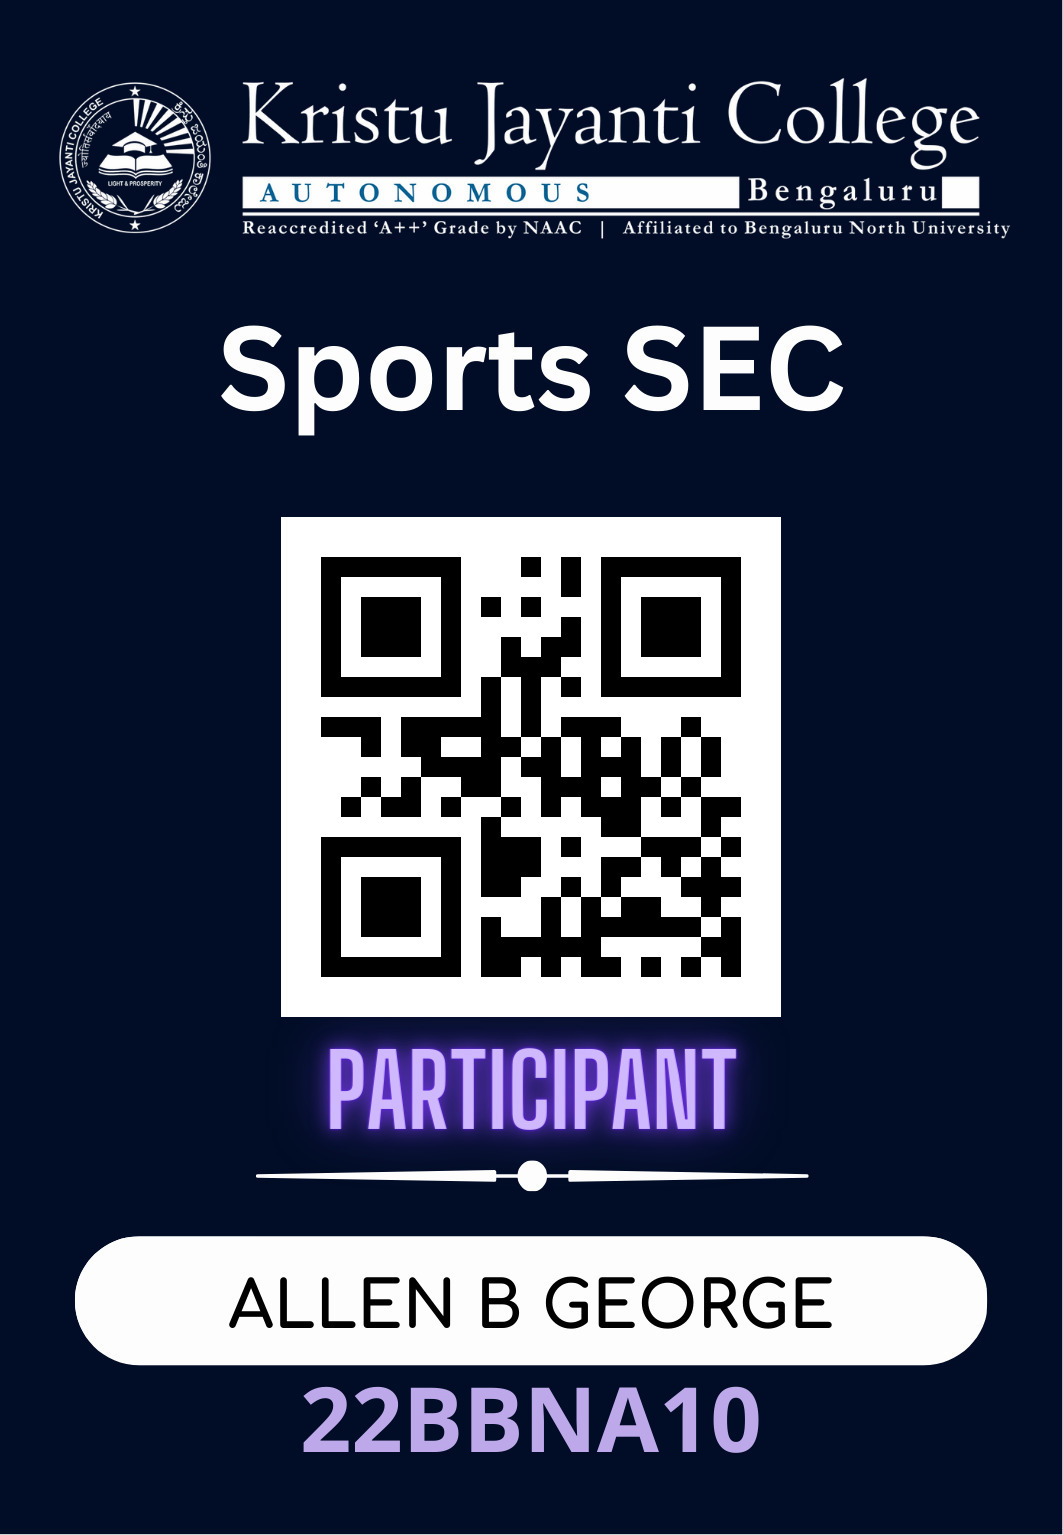 KRISTU JAYANTI COLLEGE
ಕ್ರಿಸ್ತು ಜಯಂತಿ ಕಾಲೇಜು
LIGHT & PROSPERITY
Kristu Jayanti College
AUTONOMOUS Bengaluru
Reaccredited ‘A++’ Grade by NAAC | Affiliated to Bengaluru North University
Sports SEC
PARTICIPANT
ALLEN B GEORGE
22BBNA10